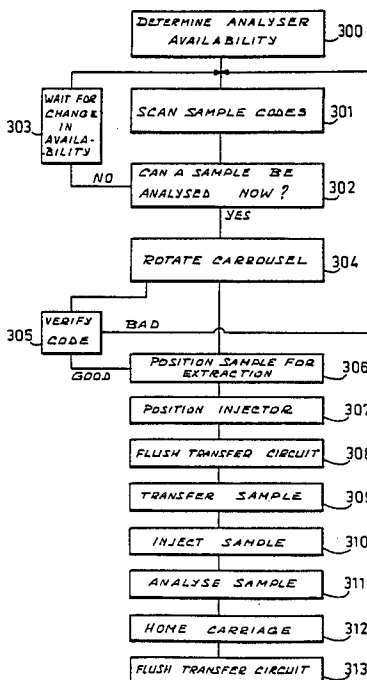 DETERMINE ANALYSER
AVAILABILITY
300
WAIT FOR
CHANGE
IN
AVAILA-
BILITY
303
SCAN SAMPLE CODES
301
CAN A SAMPLE BE
ANALYSED NOW?
302
NO
YES
ROTATE CARROUSEL
304
VERIFY
CODE
305
BAD
GOOD
POSITION SAMPLE FOR
EXTRACTION
306
POSITION INJECTOR
307
FLUSH TRANSFER CIRCUIT
308
TRANSFER SAMPLE
309
INJECT SAMPLE
310
ANALYSE SAMPLE
311
HOME CARRIAGE
312
FLUSH TRANSFER CIRCUIT
313